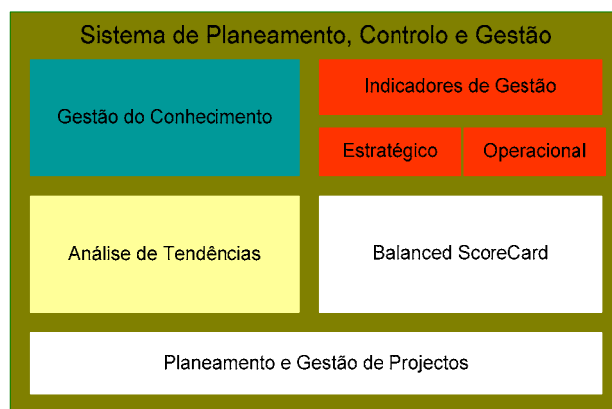 Sistema de Planeamento, Controlo e Gestão
Gestão do Conhecimento
Indicadores de Gestão
Estratégico
Operacional
Análise de Tendências
Balanced ScoreCard
Planeamento e Gestão de Projectos